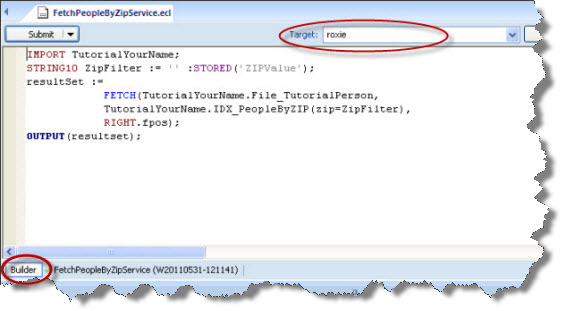 FetchPeopleByZipService.ecl
Submit Target: roxie
IMPORT TutorialYourName;
STRING10 ZipFilter := '' :STORED('ZIPValue');
resultSet :=
FETCH(TutorialYourName.File_TutorialPerson,
TutorialYourName.IDX_PeopleByZIP(zip=ZipFilter),
RIGHT.fpos);
OUTPUT(resultset);
Builder FetchPeopleByZipService (W20110531-121141)